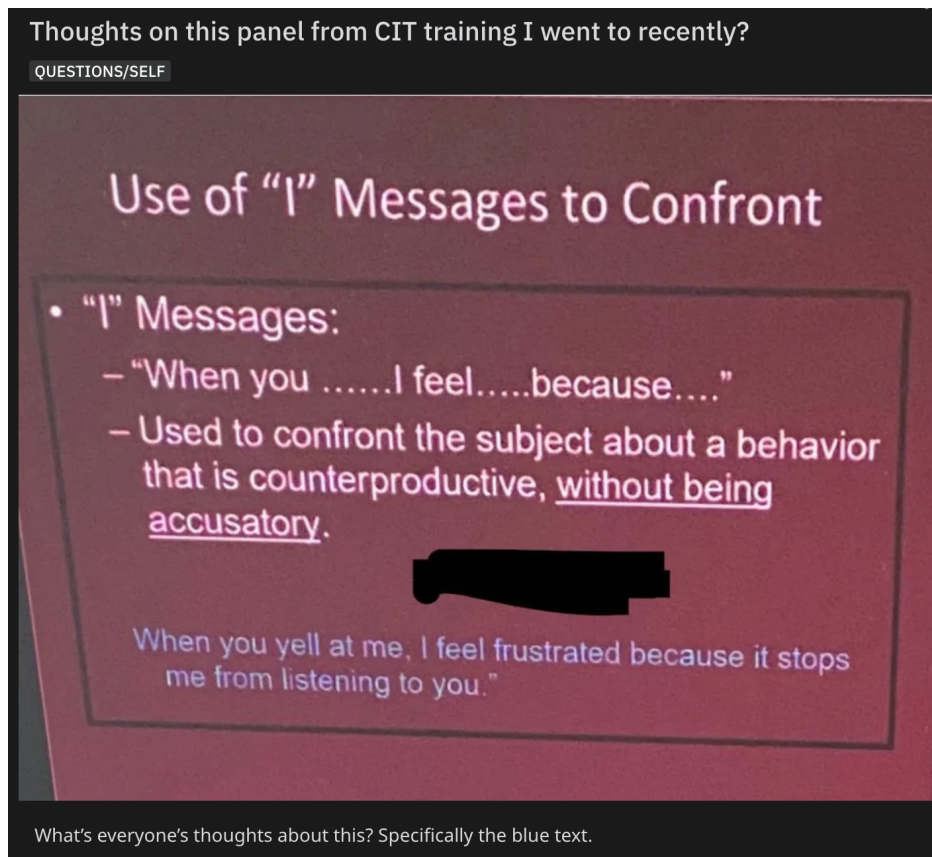 Thoughts on this panel from CIT training I went to recently?
QUESTIONS/SELF
Use of “I” Messages to Confront
• “I” Messages:
– “When you ......I feel.....because....”
– Used to confront the subject about a behavior
that is counterproductive, without being
accusatory.
When you yell at me, I feel frustrated because it stops
me from listening to you.”
What’s everyone’s thoughts about this? Specifically the blue text.